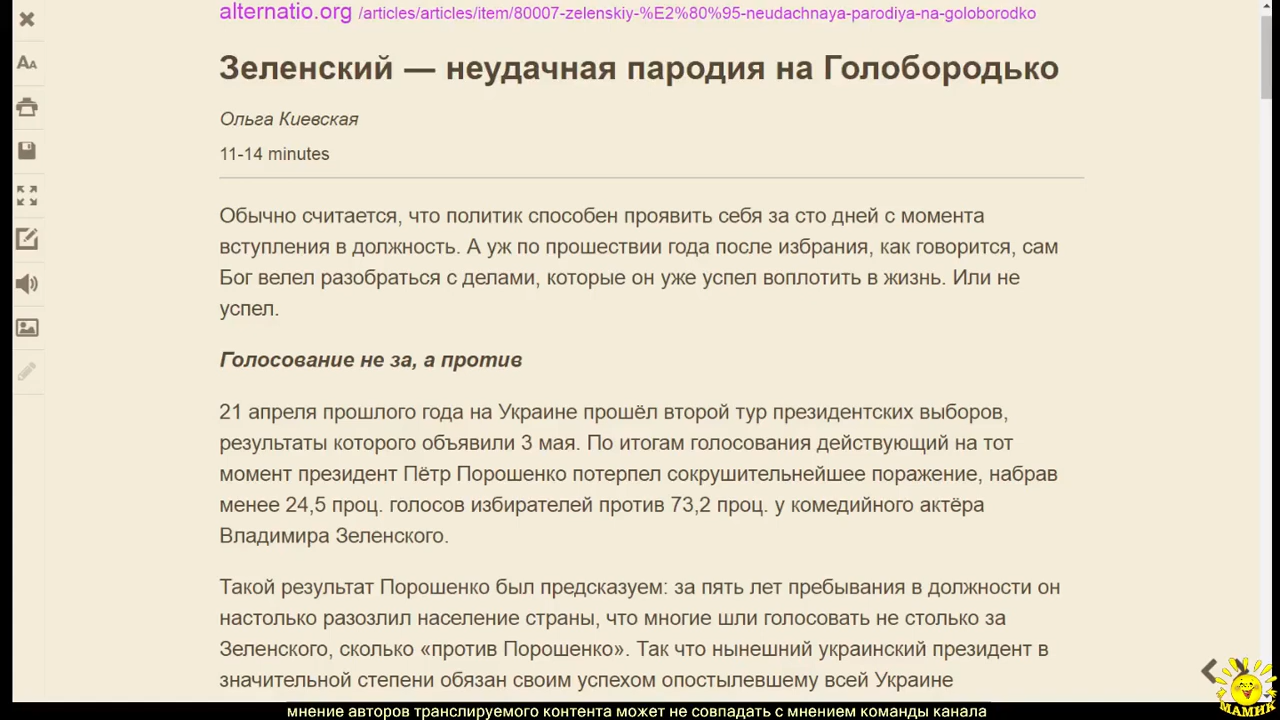 alternatio.org /articles/articles/item/80007-zelenskiy-%E2%80%95-neudachnaya-parodiya-na-goloborodko
Зеленский — неудачная пародия на Голобородько
Ольга Киевская
11-14 minutes
Обычно считается, что политик способен проявить себя за сто дней с момента
вступления в должность. А уж по прошествии года после избрания, как говорится, сам
Бог велел разобраться с делами, которые он уже успел воплотить в жизнь. Или не
успел.
Голосование не за, а против
21 апреля прошлого года на Украине прошёл второй тур президентских выборов,
результаты которого объявили 3 мая. По итогам голосования действующий на тот
момент президент Пётр Порошенко потерпел сокрушительнейшее поражение, набрав
менее 24,5 проц. голосов избирателей против 73,2 проц. у комедийного актёра
Владимира Зеленского.
Такой результат Порошенко был предсказуем: за пять лет пребывания в должности он
настолько разозлил население страны, что многие шли голосовать не столько за
Зеленского, сколько «против Порошенко». Так что нынешний украинский президент в
значительной степени обязан своим успехом опостылевшему всей Украине
МАМИК
мнение авторов транслируемого контента может не совпадать с мнением команды канала